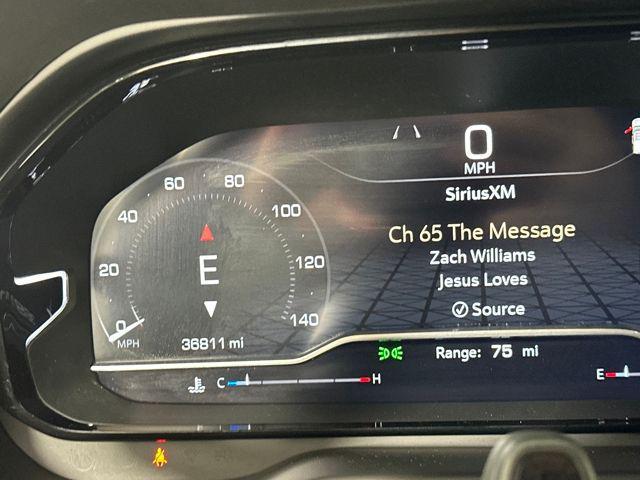 0
MPH
SiriusXM
Ch 65 The Message
Zach Williams
Jesus Loves
Source
0
20
40
60
80
100
120
140
MPH
E
36811 mi
Range: 75 mi
C
H
E